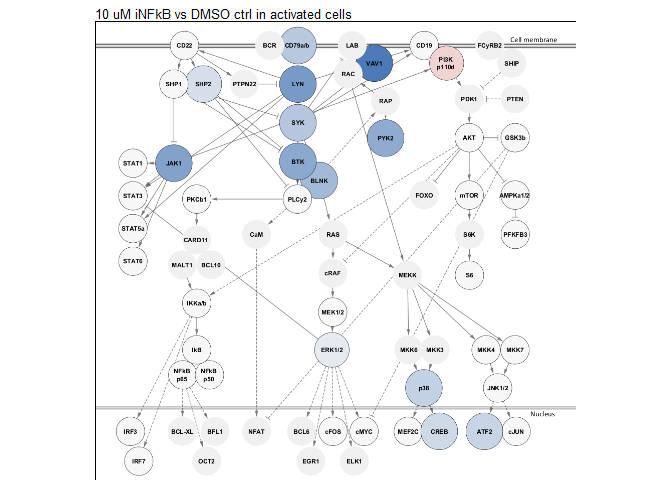 10 uM iNFkB vs DMSO ctrl in activated cells
Cell membrane
CD22
BCR
CD79a/b
LAB
CD19
FCyRB2
VAV1
PI3K
p110d
SHIP
RAC
SHP1
SHP2
PTPN22
LYN
RAP
PDK1
PTEN
SYK
PYK2
AKT
GSK3b
STAT1
JAK1
BTK
BLNK
STAT3
PKCb1
PLCy2
FOXO
mTOR
AMPKa1/2
STAT5a
CARD11
CaM
RAS
S6K
PFKFB3
STAT6
MALT1
BCL10
cRAF
MEKK
S6
IKKa/b
MEK1/2
IkB
ERK1/2
MKK6
MKK3
MKK4
MKK7
NFkB
p65
NFkB
p50
p38
JNK1/2
Nucleus
IRF3
BCL-XL
BFL1
NFAT
BCL6
cFOS
cMYC
MEF2C
CREB
ATF2
cJUN
IRF7
OCT2
EGR1
ELK1